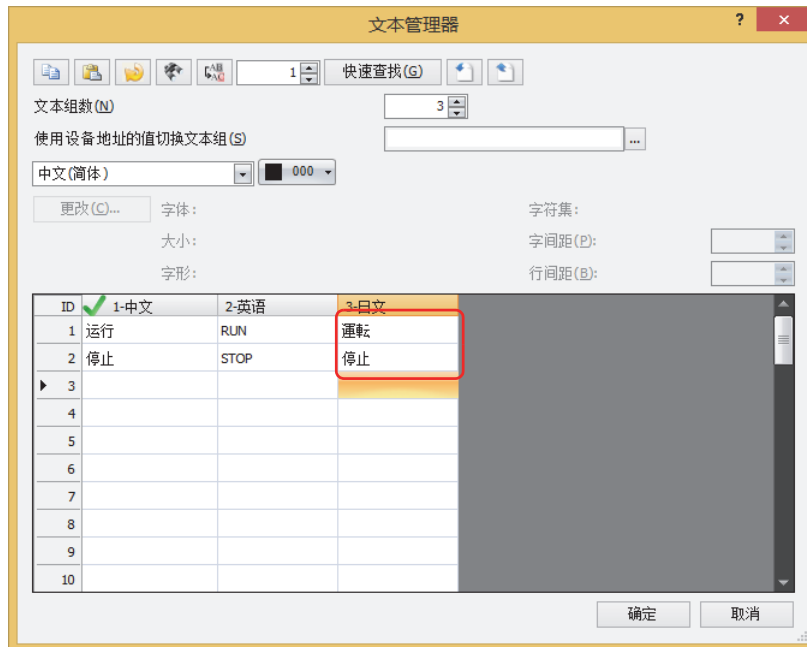 文本管理器 ? ×
1 快速查找(G)
文本组数(N) 3
使用设备地址的值切换文本组(S) ...
中文(简体) 000
更改(C)... 字体: 字符集:
大小: 字间距(P):
字形: 行间距(B):
ID 1-中文 2-英语 3-日文
1 运行 RUN 運転
2 停止 STOP 停止
3
4
5
6
7
8
9
10
确定 取消